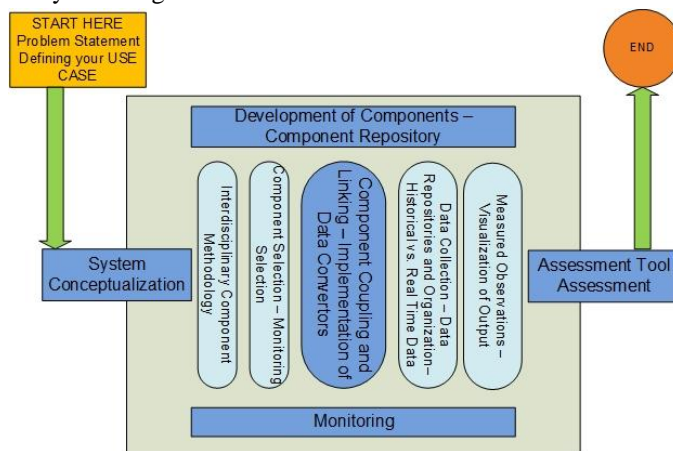 START HERE
Problem Statement
Defining your USE
CASE
END
Development of Components –
Component Repository
System
Conceptualization
Interdisciplinary Component
Methodology
Component Selection – Monitoring
Selection
Component Coupling and
Linking – Implementation of
Data Convertors
Data Collection – Data
Repositories and Organization–
Historical vs. Real Time Data
Measured Observations –
Visualization of Output
Assessment Tool
Assessment
Monitoring